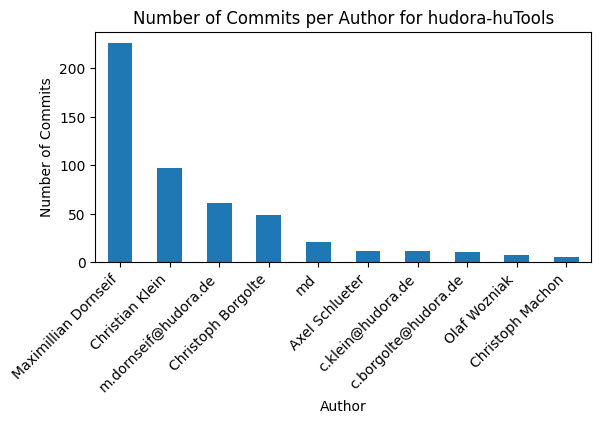 Number of Commits per Author for hudora-huTools
Number of Commits
200
150
100
50
0
Maximillian Dornseif
Christian Klein
m.dornseif@hudora.de
Christoph Borgolte
md
Axel Schlueter
c.klein@hudora.de
c.borgolte@hudora.de
Olaf Wozniak
Christoph Machon
Author